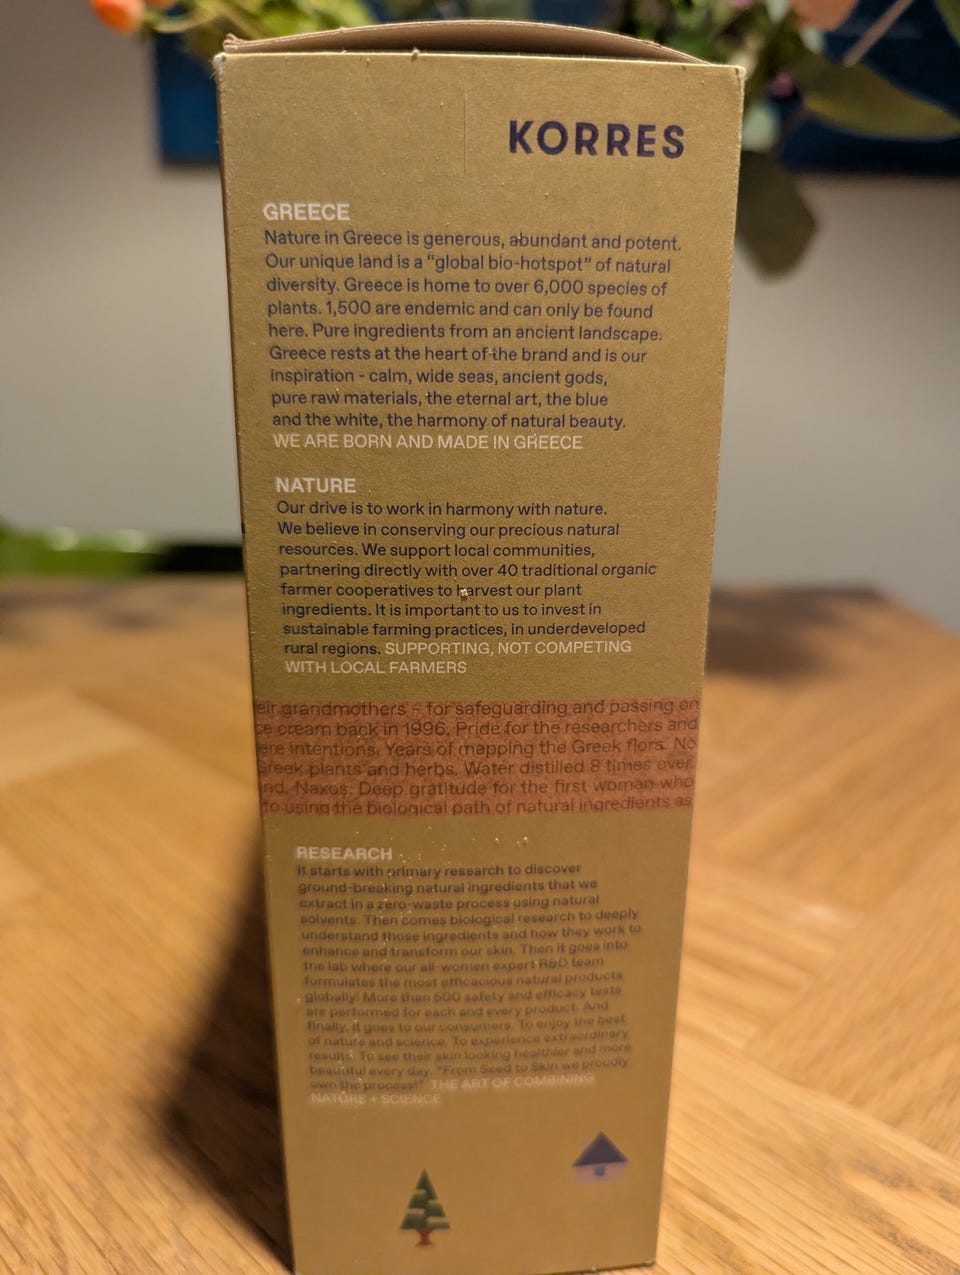 KORRES
GREECE
Nature in Greece is generous, abundant and potent.
Our unique land is a “global bio-hotspot” of natural
diversity. Greece is home to over 6,000 species of
plants. 1,500 are endemic and can only be found
here. Pure ingredients from an ancient landscape.
Greece rests at the heart of the brand and is our
inspiration - calm, wide seas, ancient gods,
pure raw materials, the eternal art, the blue
and the white, the harmony of natural beauty.
WE ARE BORN AND MADE IN GREECE
NATURE
Our drive is to work in harmony with nature.
We believe in conserving our precious natural
resources. We support local communities,
partnering directly with over 40 traditional organic
farmer cooperatives to harvest our plant
ingredients. It is important to us to invest in
sustainable farming practices, in underdeveloped
rural regions. SUPPORTING, NOT COMPETING
WITH LOCAL FARMERS
eir grandmothers – for safeguarding and passing on
ce cream back in 1996. Pride for the researchers and
ere intentions. Years of mapping the Greek flora. No
reek plants and herbs. Water distilled 8 times over.
nd. Naxos. Deep gratitude for the first woman who
to using the biological path of natural ingredients as
RESEARCH
It starts with primary research to discover
ground-breaking natural ingredients that we
extract in a zero-waste process using natural
solvents. Then comes biological research to deeply
understand those ingredients and how they work to
enhance and transform our skin. Then it goes into
the lab where our all-women expert R&D team
formulates the most efficacious natural products
globally! More than 500 safety and efficacy tests
are performed for each and every product. And
finally, it goes to our consumers. To enjoy the best
of nature and science. To experience extraordinary
results. To see their skin looking healthier and more
beautiful every day. “From Seed to Skin we proudly
own the process!” THE ART OF COMBINING
NATURE + SCIENCE